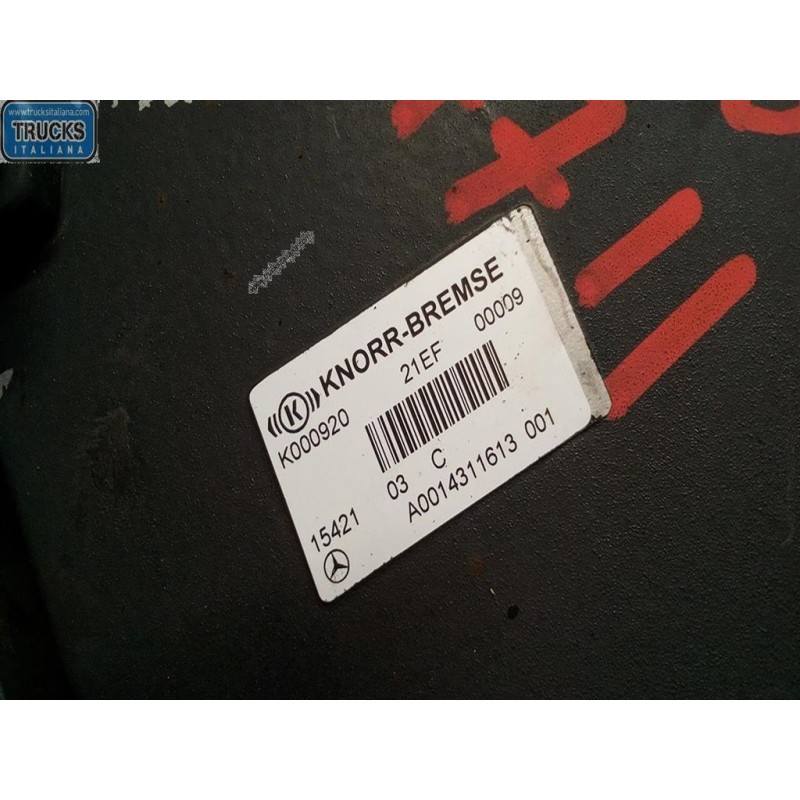 www.trucksitaliana.com
TRUCKS
ITALIANA
K KNORR-BREMSE
K000920 21EF 00009
15421 03 C
A0014311613 001